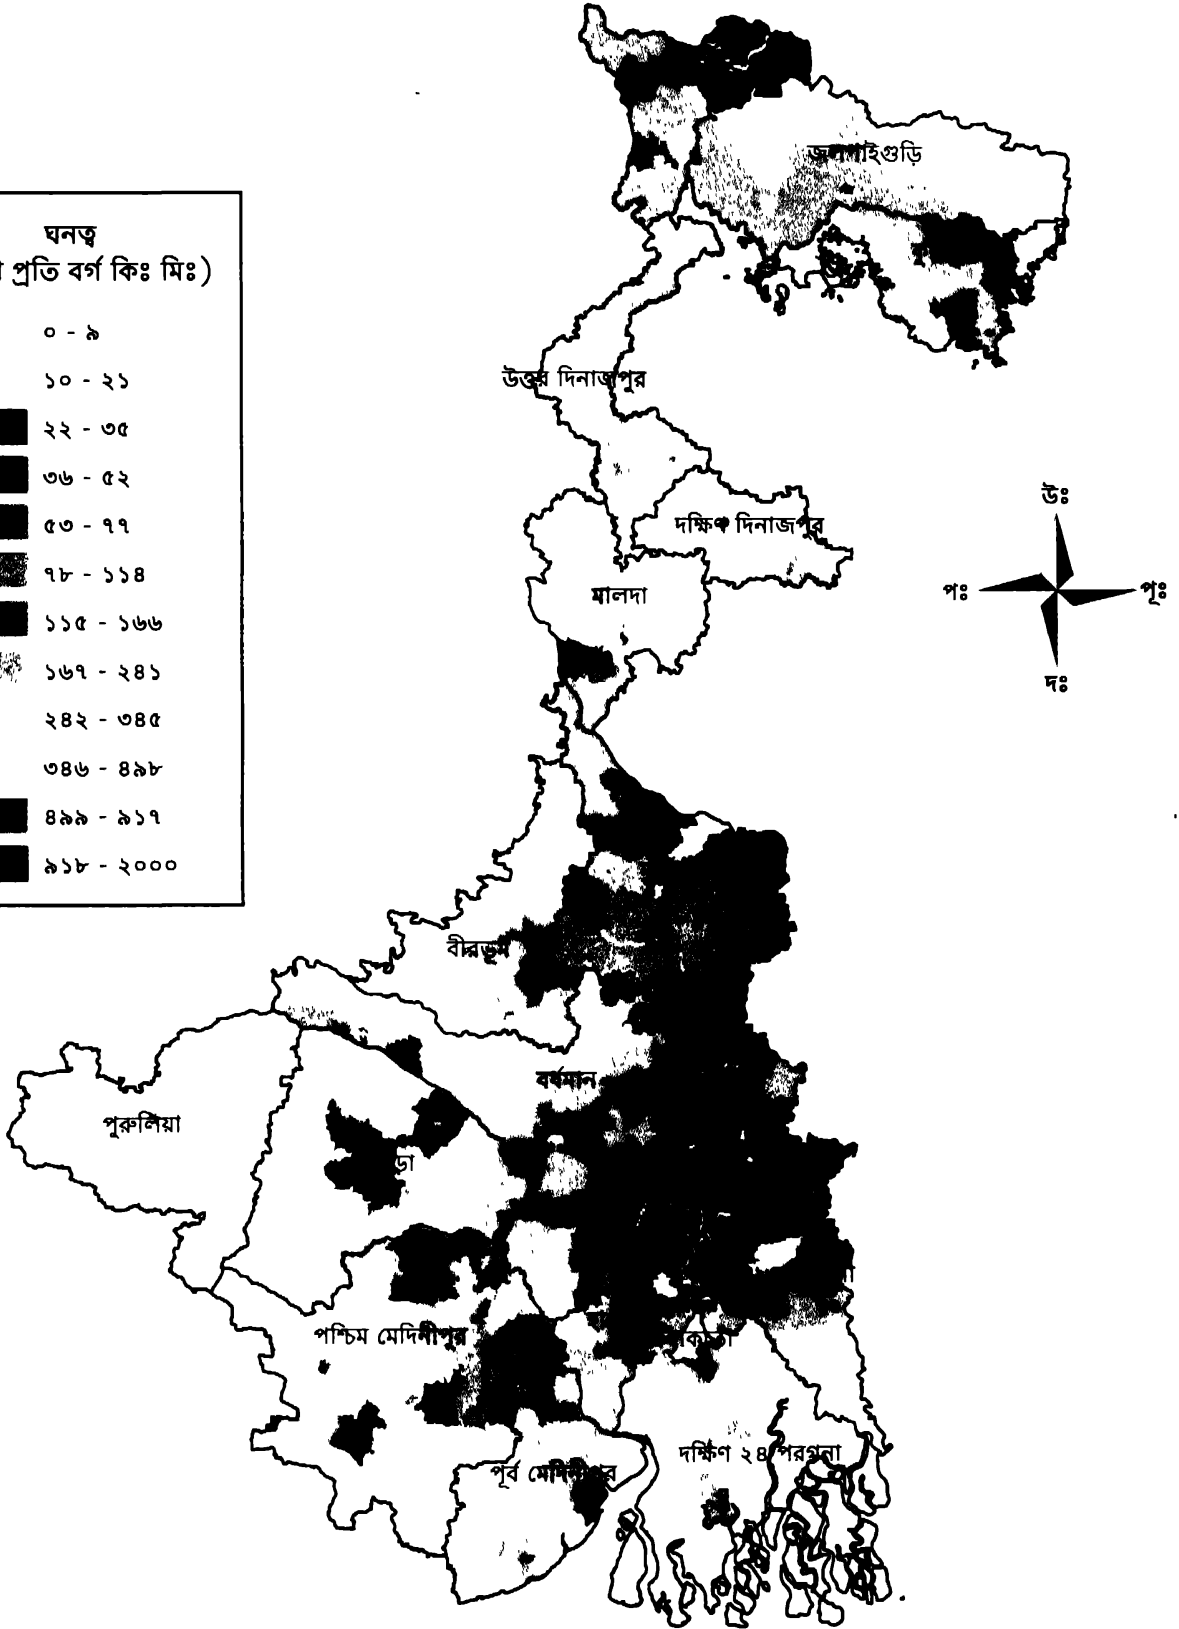 ঘনত্ব
প্রতি বর্গ কিঃ মিঃ)
০ - ৯
১০ - ২১
২২ - ৩৫
৩৬ - ৫২
৫৩ - ৭৭
৭৮ - ১১৪
১১৫ - ১৬৬
১৬৭ - ২৪১
২৪২ - ৩৪৫
৩৪৬ - ৪৯৮
৪৯৯ - ৯১৭
৯১৮ - ২০০০
জলপাইগুড়ি
উত্তর দিনাজপুর
দক্ষিণ দিনাজপুর
মালদা
উঃ
পঃ
পূঃ
দঃ
বীরভূম
বর্ধমান
পুরুলিয়া
ড়া
পশ্চিম মেদিনীপুর
পূর্ব মেদিনীপুর
দক্ষিণ ২৪ পরগনা